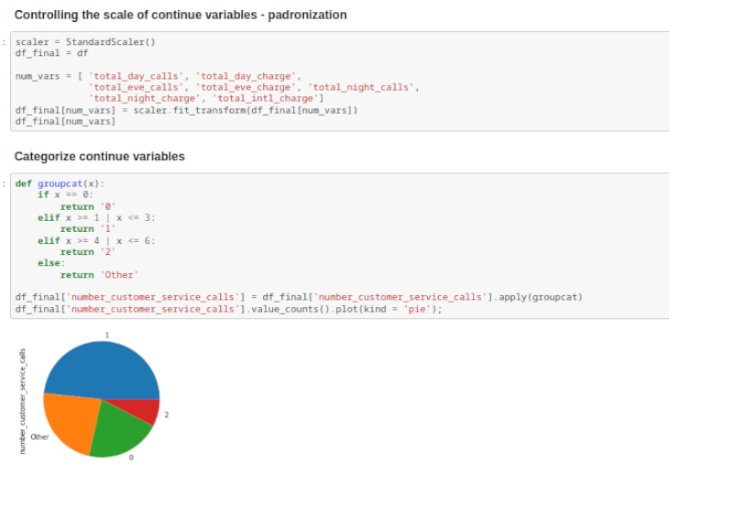 Controlling the scale of continue variables - padronization
: scaler = StandardScaler()
df_final = df
num_vars = [ 'total_day_calls', 'total_day_charge',
'total_eve_calls', 'total_eve_charge', 'total_night_calls',
'total_night_charge', 'total_intl_charge']
df_final[num_vars] = scaler.fit_transform(df_final[num_vars])
df_final[num_vars]
Categorize continue variables
: def groupcat(x):
if x == 0:
return '0'
elif x >= 1 | x <= 3:
return '1'
elif x >= 4 | x <= 6:
return '2'
else:
return 'Other'
df_final['number_customer_service_calls'] = df_final['number_customer_service_calls'].apply(groupcat)
df_final['number_customer_service_calls'].value_counts().plot(kind = 'pie');
1
number_customer_service_calls
2
Other
0